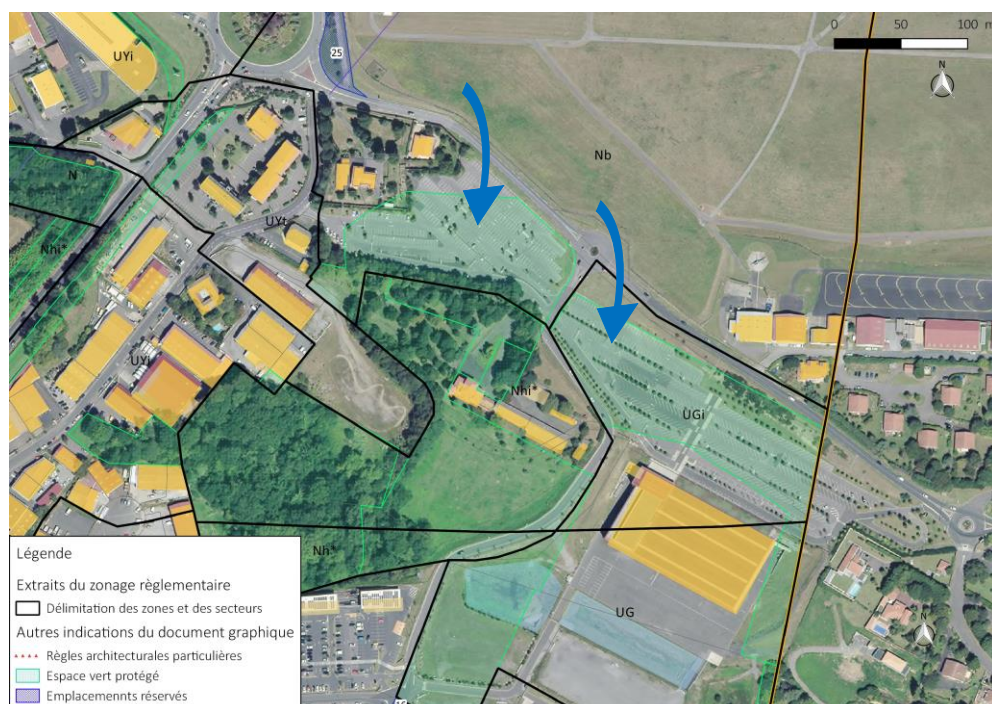 0 50 100 m
N
25
UYi
Nb
N
UYt
Nhi*
UYi
Nhi*
UGi
Nh*
UG
N
Légende
Extraits du zonage règlementaire
Délimitation des zones et des secteurs
Autres indications du document graphique
Règles architecturales particulières
Espace vert protégé
Emplacemennts réservés